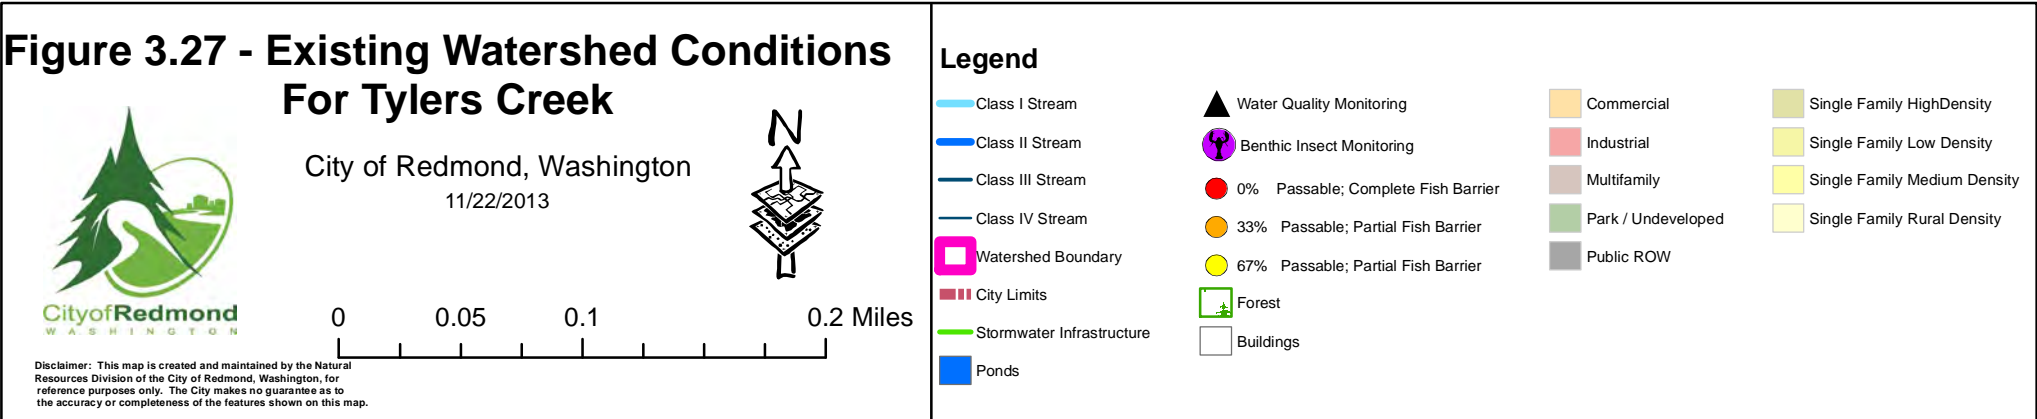 Figure 3.27 - Existing Watershed Conditions
For Tylers Creek
City of Redmond, Washington
11/22/2013
N
CityofRedmond
WASHINGTON
0 0.05 0.1 0.2 Miles
Disclaimer: This map is created and maintained by the Natural
Resources Division of the City of Redmond, Washington, for
reference purposes only. The City makes no guarantee as to
the accuracy or completeness of the features shown on this map.
Legend
Class I Stream
Class II Stream
Class III Stream
Class IV Stream
Watershed Boundary
City Limits
Stormwater Infrastructure
Ponds
Water Quality Monitoring
Benthic Insect Monitoring
0% Passable; Complete Fish Barrier
33% Passable; Partial Fish Barrier
67% Passable; Partial Fish Barrier
Forest
Buildings
Commercial
Industrial
Multifamily
Park / Undeveloped
Public ROW
Single Family HighDensity
Single Family Low Density
Single Family Medium Density
Single Family Rural Density